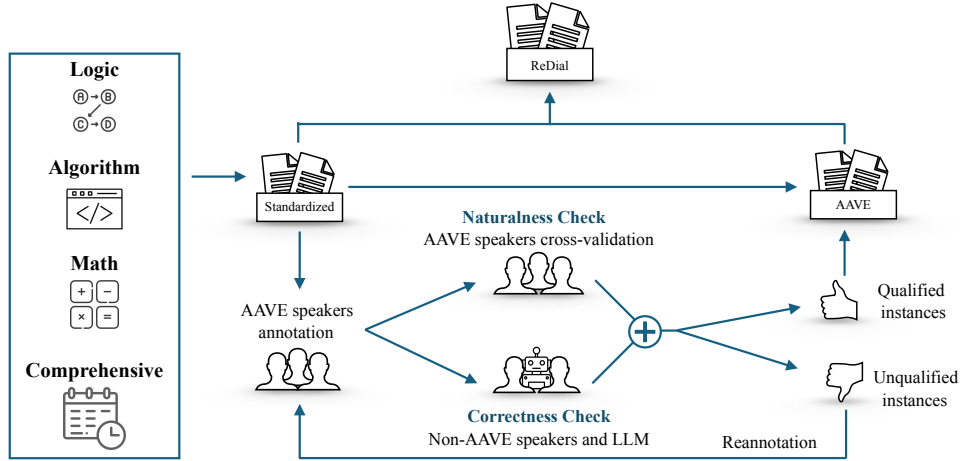 ReDial
Logic
A B
C D
Algorithm
</>
Math
+ −
× =
Comprehensive
Standardized
AAVE
Naturalness Check
AAVE speakers cross-validation
AAVE speakers
annotation
+
Qualified
instances
Unqualified
instances
Correctness Check
Non-AAVE speakers and LLM
Reannotation